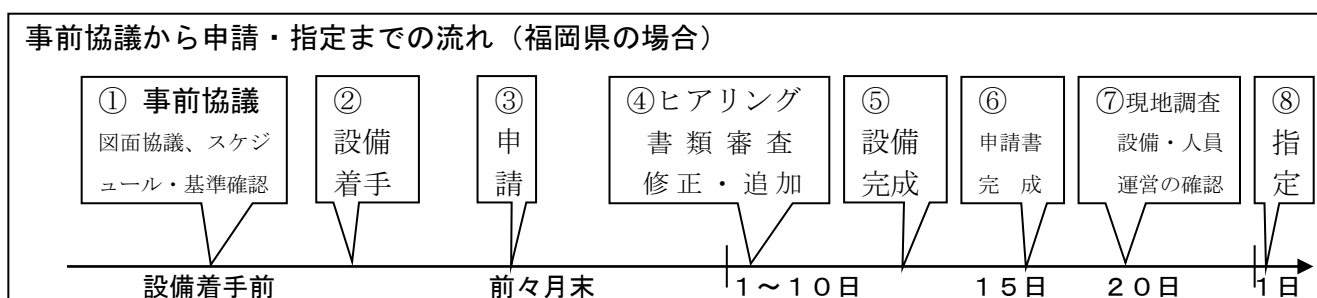 事前協議から申請・指定までの流れ（福岡県の場合）
① 事前協議
図面協議、スケジ
ュール・基準確認
②
設備
着手
③
申
請
④ヒアリング
書類審査
修正・追加
⑤
設備
完成
⑥
申請書
完成
⑦現地調査
設備・人員
運営の確認
⑧
指
定
設備着手前
前々月末
１～１０日
１５日
２０日
１日